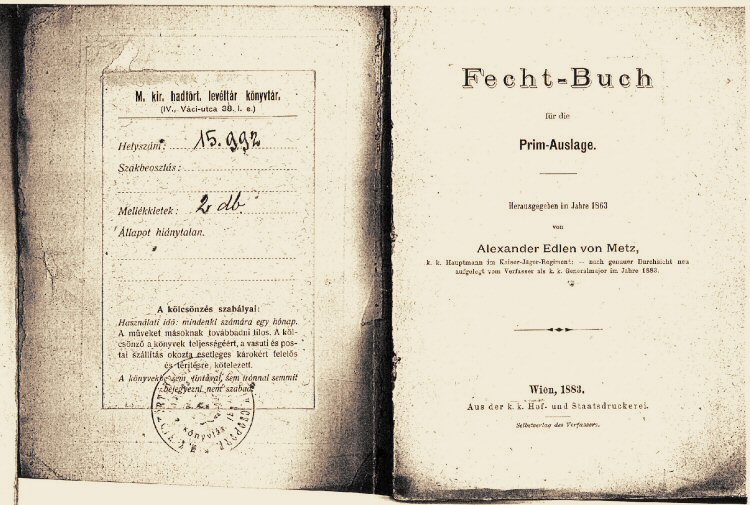 M. kir. hadtört. levéltár könyvtár.
(IV., Váci-utca 38. I. e.)
Helyszám: 15.992
Szakbeosztás:
Mellékletek: 2 db
Állapot hiánytalan.
A kölcsönzés szabályai:
Használati idő: mindenki számára egy hónap.
A műveket másoknak továbbadni tilos. A köl-
csönző a könyvek teljességéért, a vasuti és pos-
tai szállítás okozta esetleges károkért felelős
és térítésre, kötelezett.
A könyvekbe sem tintával, sem irónnal semmit
bejegyezni nem szabad.
könyvtár
Fecht-Buch
für die
Prim-Auslage.
Herausgegeben im Jahre 1863
von
Alexander Edlen von Metz,
k. k. Hauptmann im Kaiser-Jäger-Regiment: — nach genauer Durchsicht neu
aufgelegt vom Verfasser als k. k. Generalmajor im Jahre 1883.
Wien, 1883.
Aus der k. k. Hof- und Staatsdruckerei.
Selbstverlag des Verfassers.